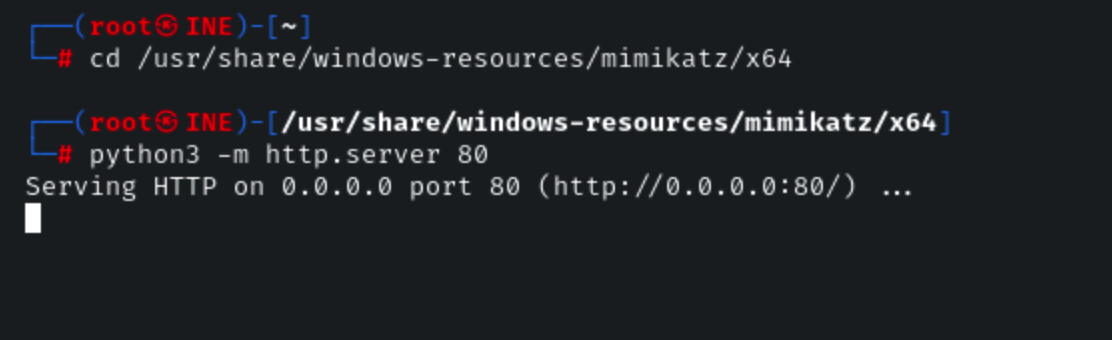 ┌──(root㉿INE)-[~]
└─# cd /usr/share/windows-resources/mimikatz/x64
┌──(root㉿INE)-[/usr/share/windows-resources/mimikatz/x64]
└─# python3 -m http.server 80
Serving HTTP on 0.0.0.0 port 80 (http://0.0.0.0:80/) ...